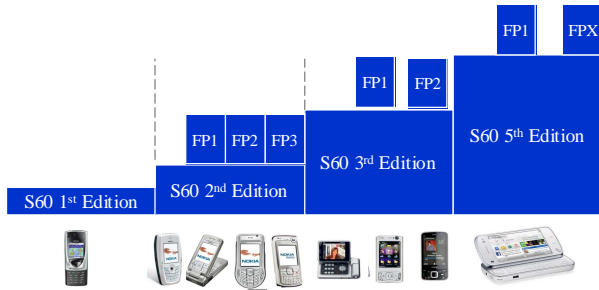 FP1 FPX
FP1 FP2
FP1 FP2 FP3
S60 5th Edition
S60 3rd Edition
S60 2nd Edition
S60 1st Edition
NOKIA